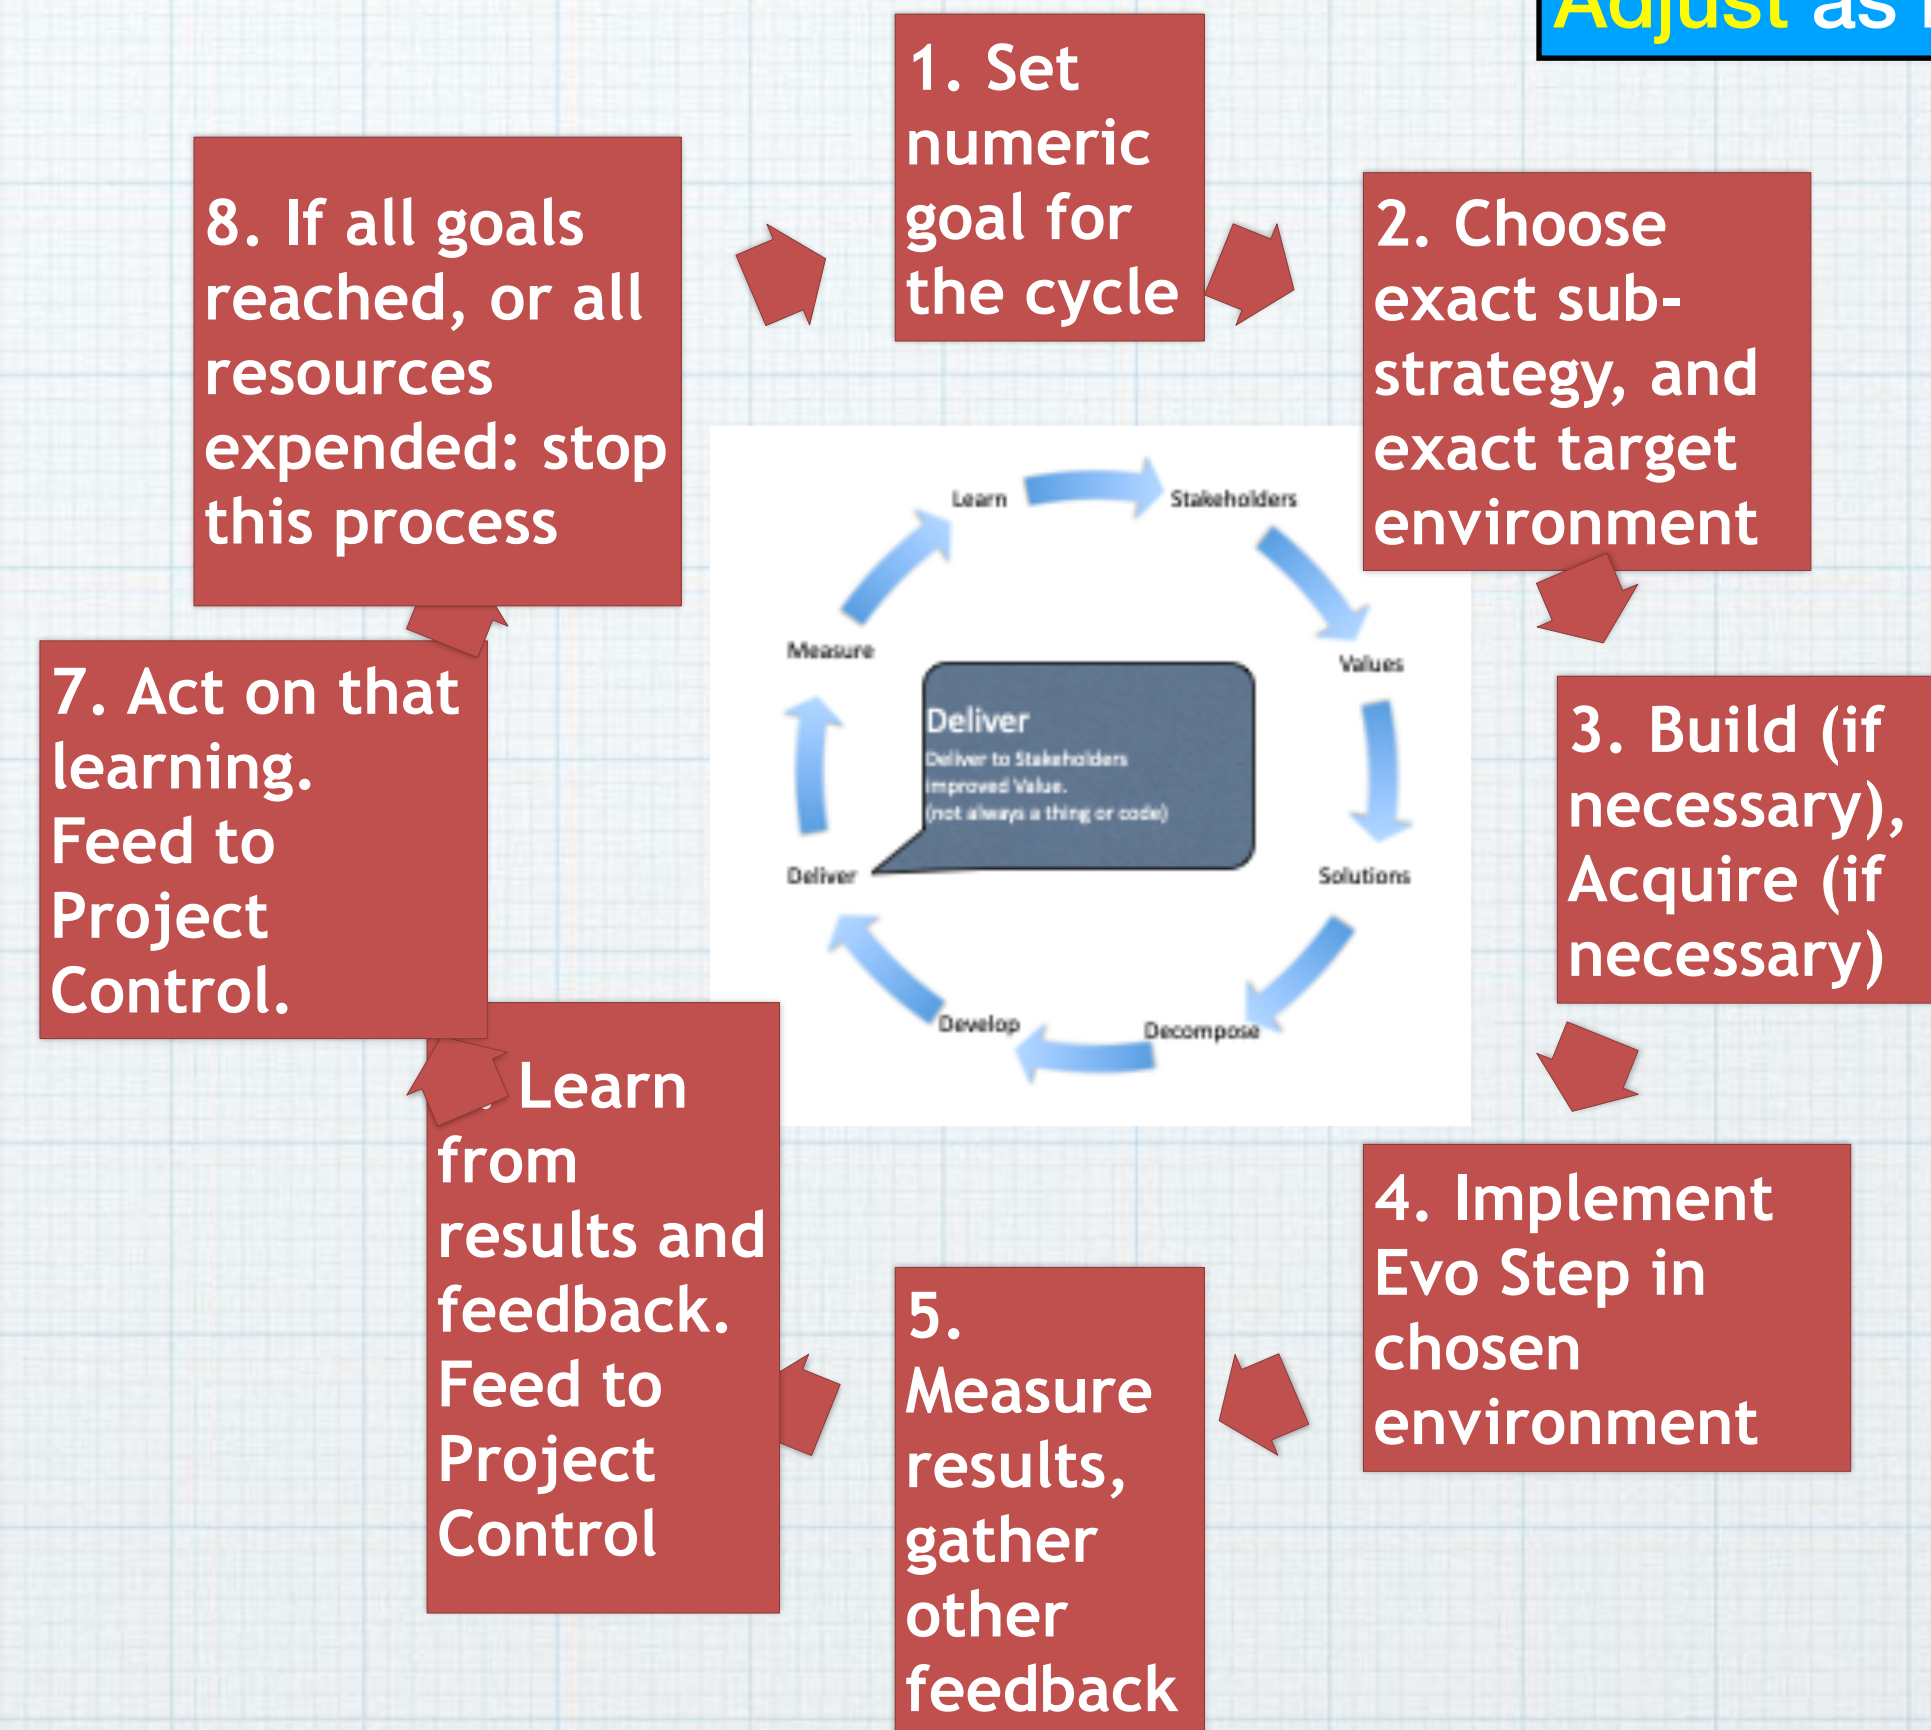 Adjust as
1. Set
numeric
goal for
the cycle
2. Choose
exact sub-
strategy, and
exact target
environment
3. Build (if
necessary),
Acquire (if
necessary)
4. Implement
Evo Step in
chosen
environment
5.
Measure
results,
gather
other
feedback
Learn
from
results and
feedback.
Feed to
Project
Control
7. Act on that
learning.
Feed to
Project
Control.
8. If all goals
reached, or all
resources
expended: stop
this process
Learn
Stakeholders
Values
Solutions
Decompose
Develop
Deliver
Measure
Deliver
Deliver to Stakeholders
improved Value.
(not always a thing or code)